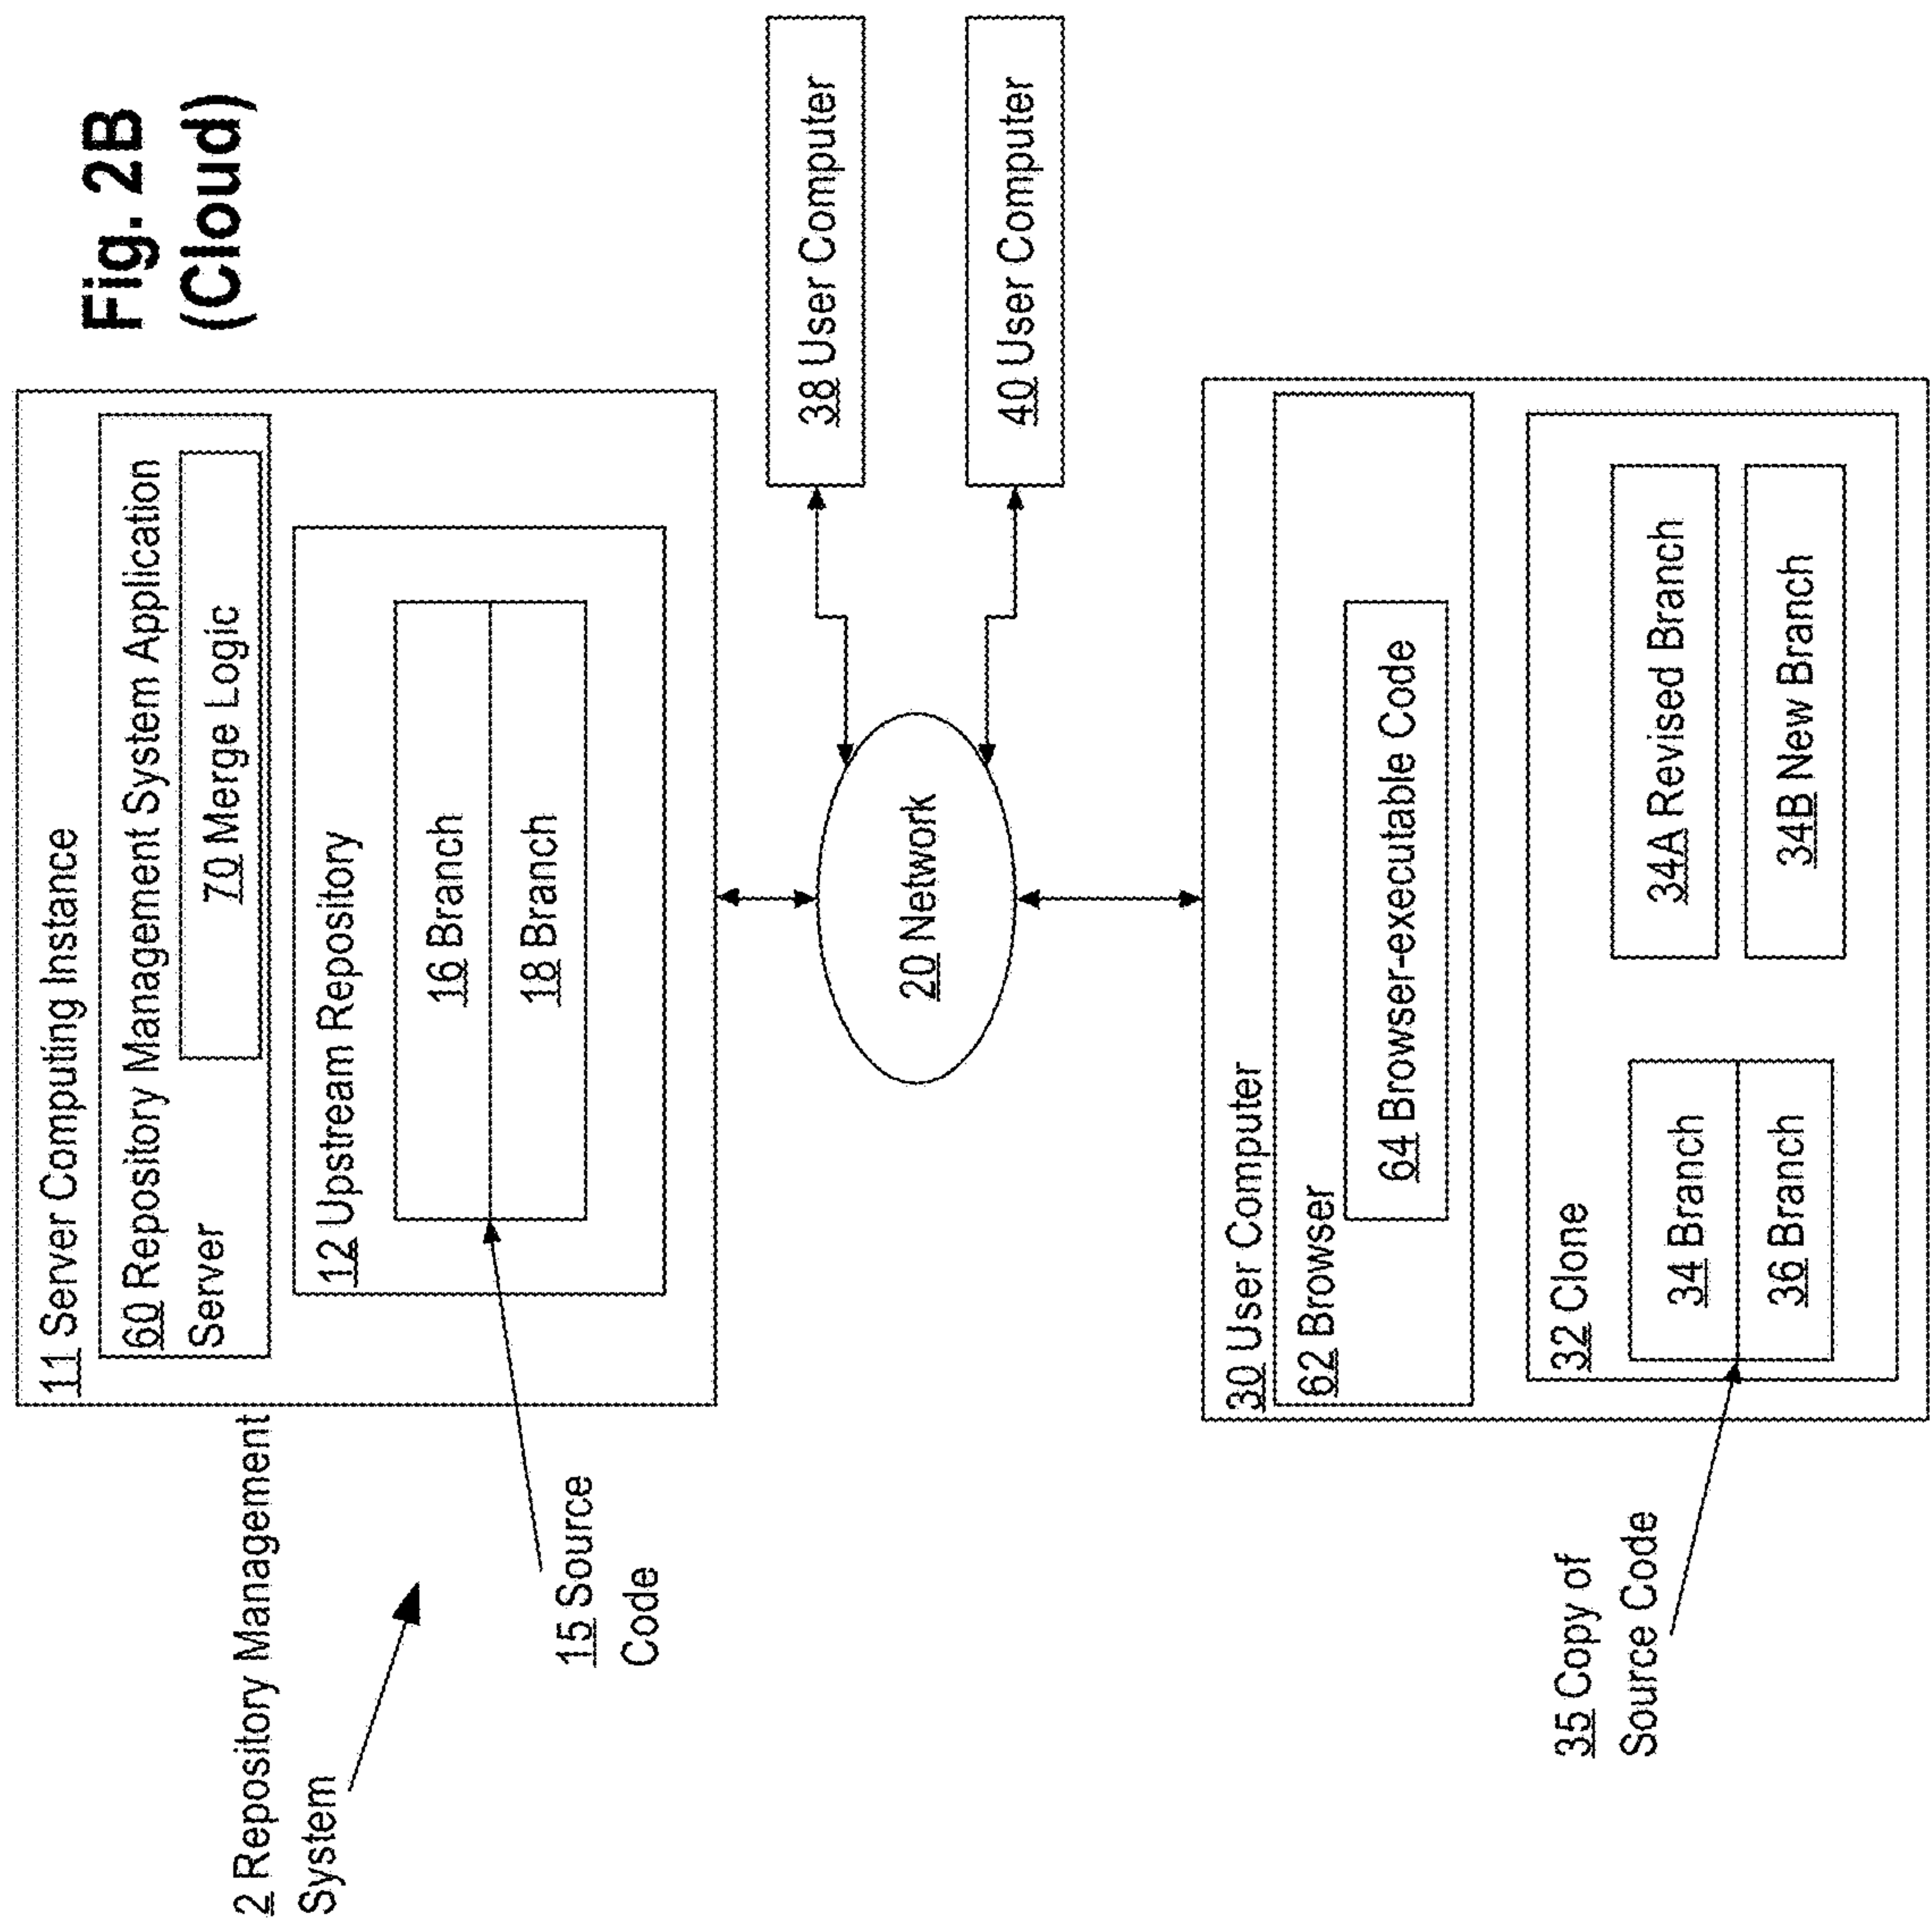 Fig. 2B
(Cloud)
2 Repository Management
System
11 Server Computing Instance
60 Repository Management System Application
Server
70 Merge Logic
12 Upstream Repository
16 Branch
18 Branch
15 Source
Code
20 Network
38 User Computer
40 User Computer
30 User Computer
62 Browser
64 Browser-executable Code
32 Clone
34 Branch
36 Branch
34A Revised Branch
34B New Branch
35 Copy of
Source Code